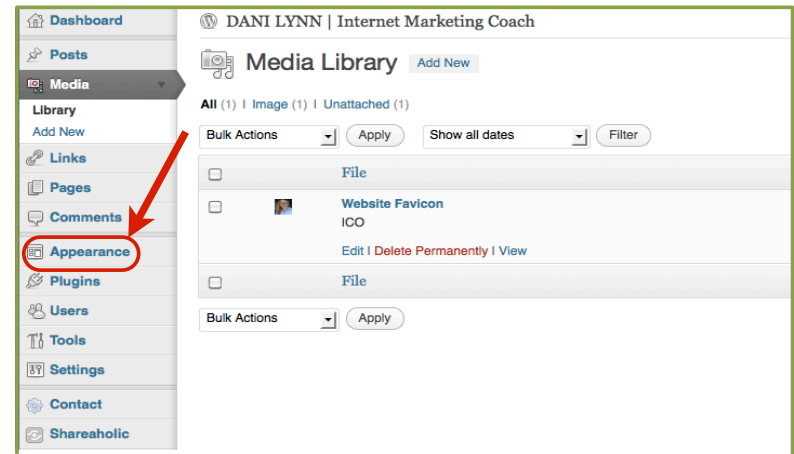 Dashboard
Posts
Media
Library
Add New
Links
Pages
Comments
Appearance
Plugins
Users
Tools
Settings
Contact
Shareaholic
DANI LYNN | Internet Marketing Coach
Media Library Add New
All (1) | Image (1) | Unattached (1)
Bulk Actions Apply Show all dates Filter
File
Website Favicon
ICO
Edit | Delete Permanently | View
File
Bulk Actions Apply